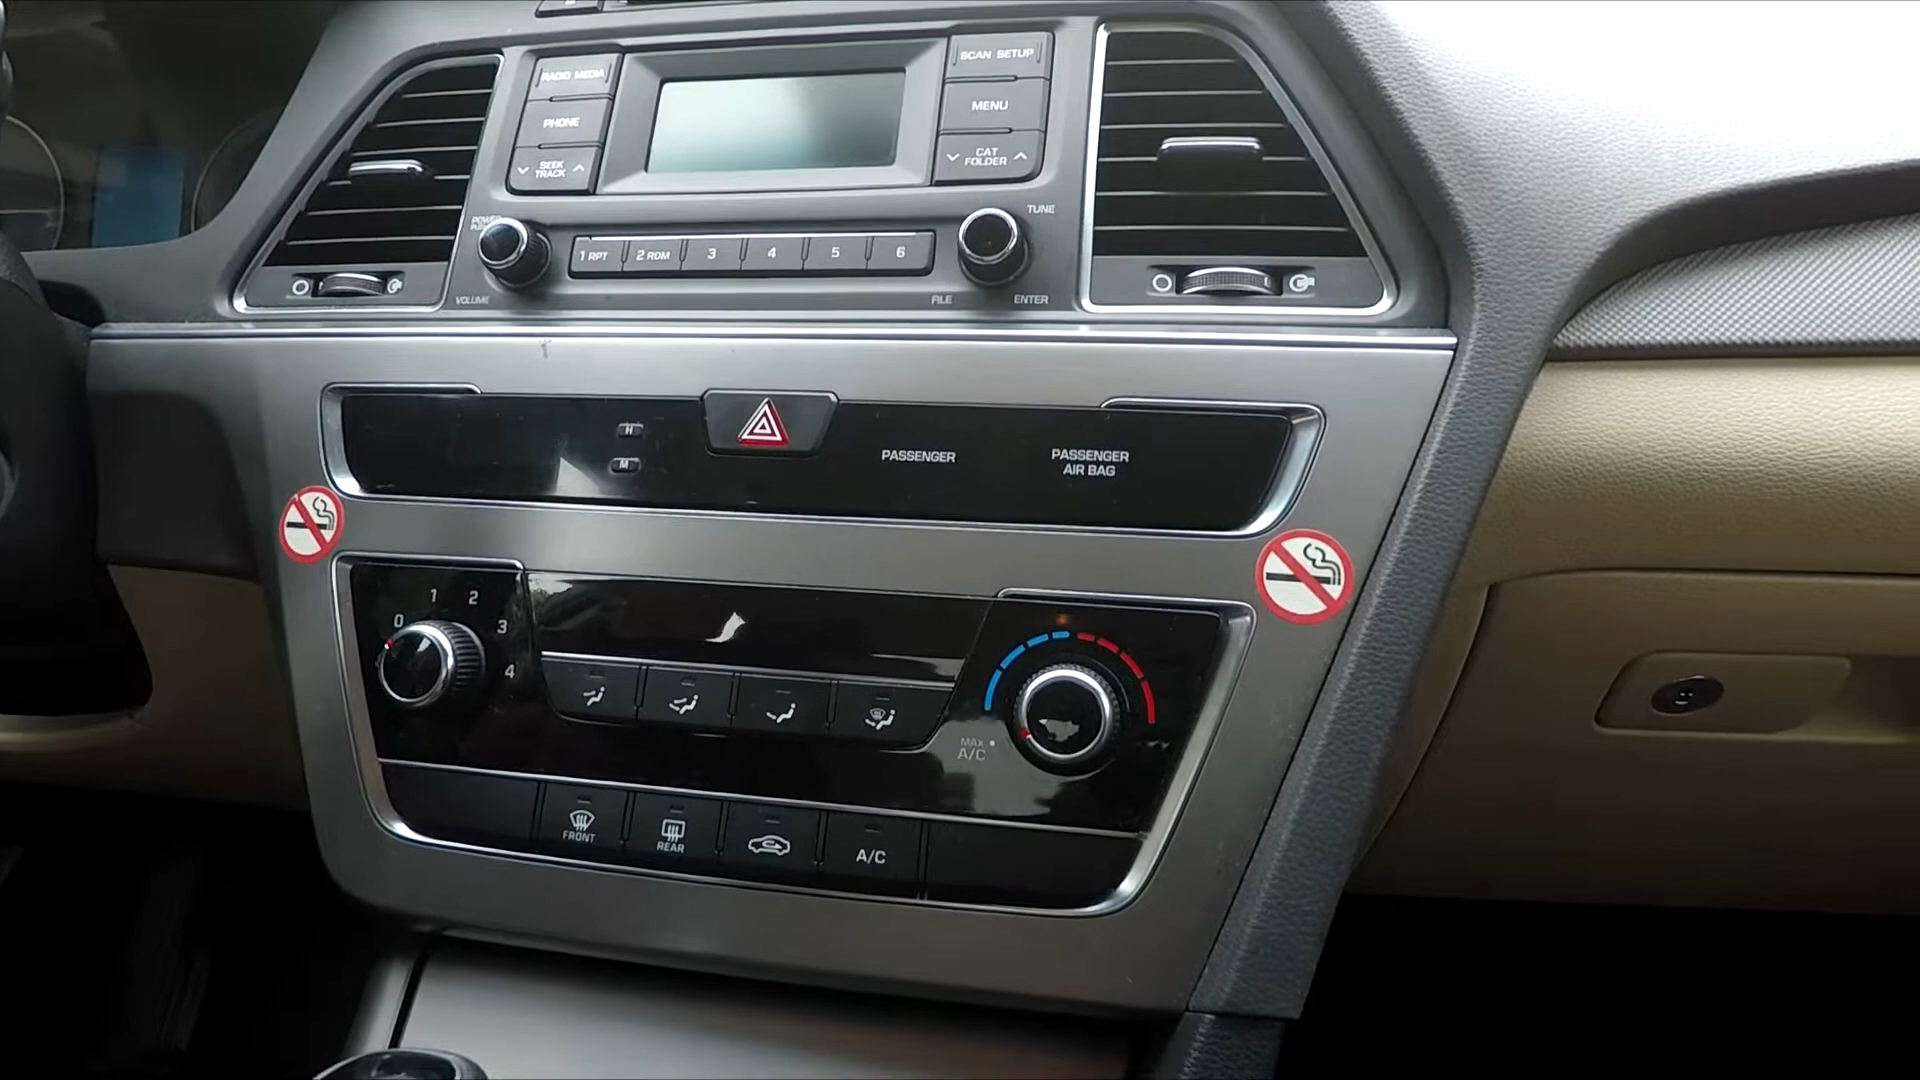 RADIO MEDIA
SCAN SETUP
PHONE
MENU
SEEK
TRACK
CAT
FOLDER
POWER
TUNE
1 RPT
2 RDM
3
4
5
6
VOLUME
FILE
ENTER
H
M
PASSENGER
PASSENGER
AIR BAG
0
1
2
3
4
MAX
A/C
FRONT
REAR
A/C